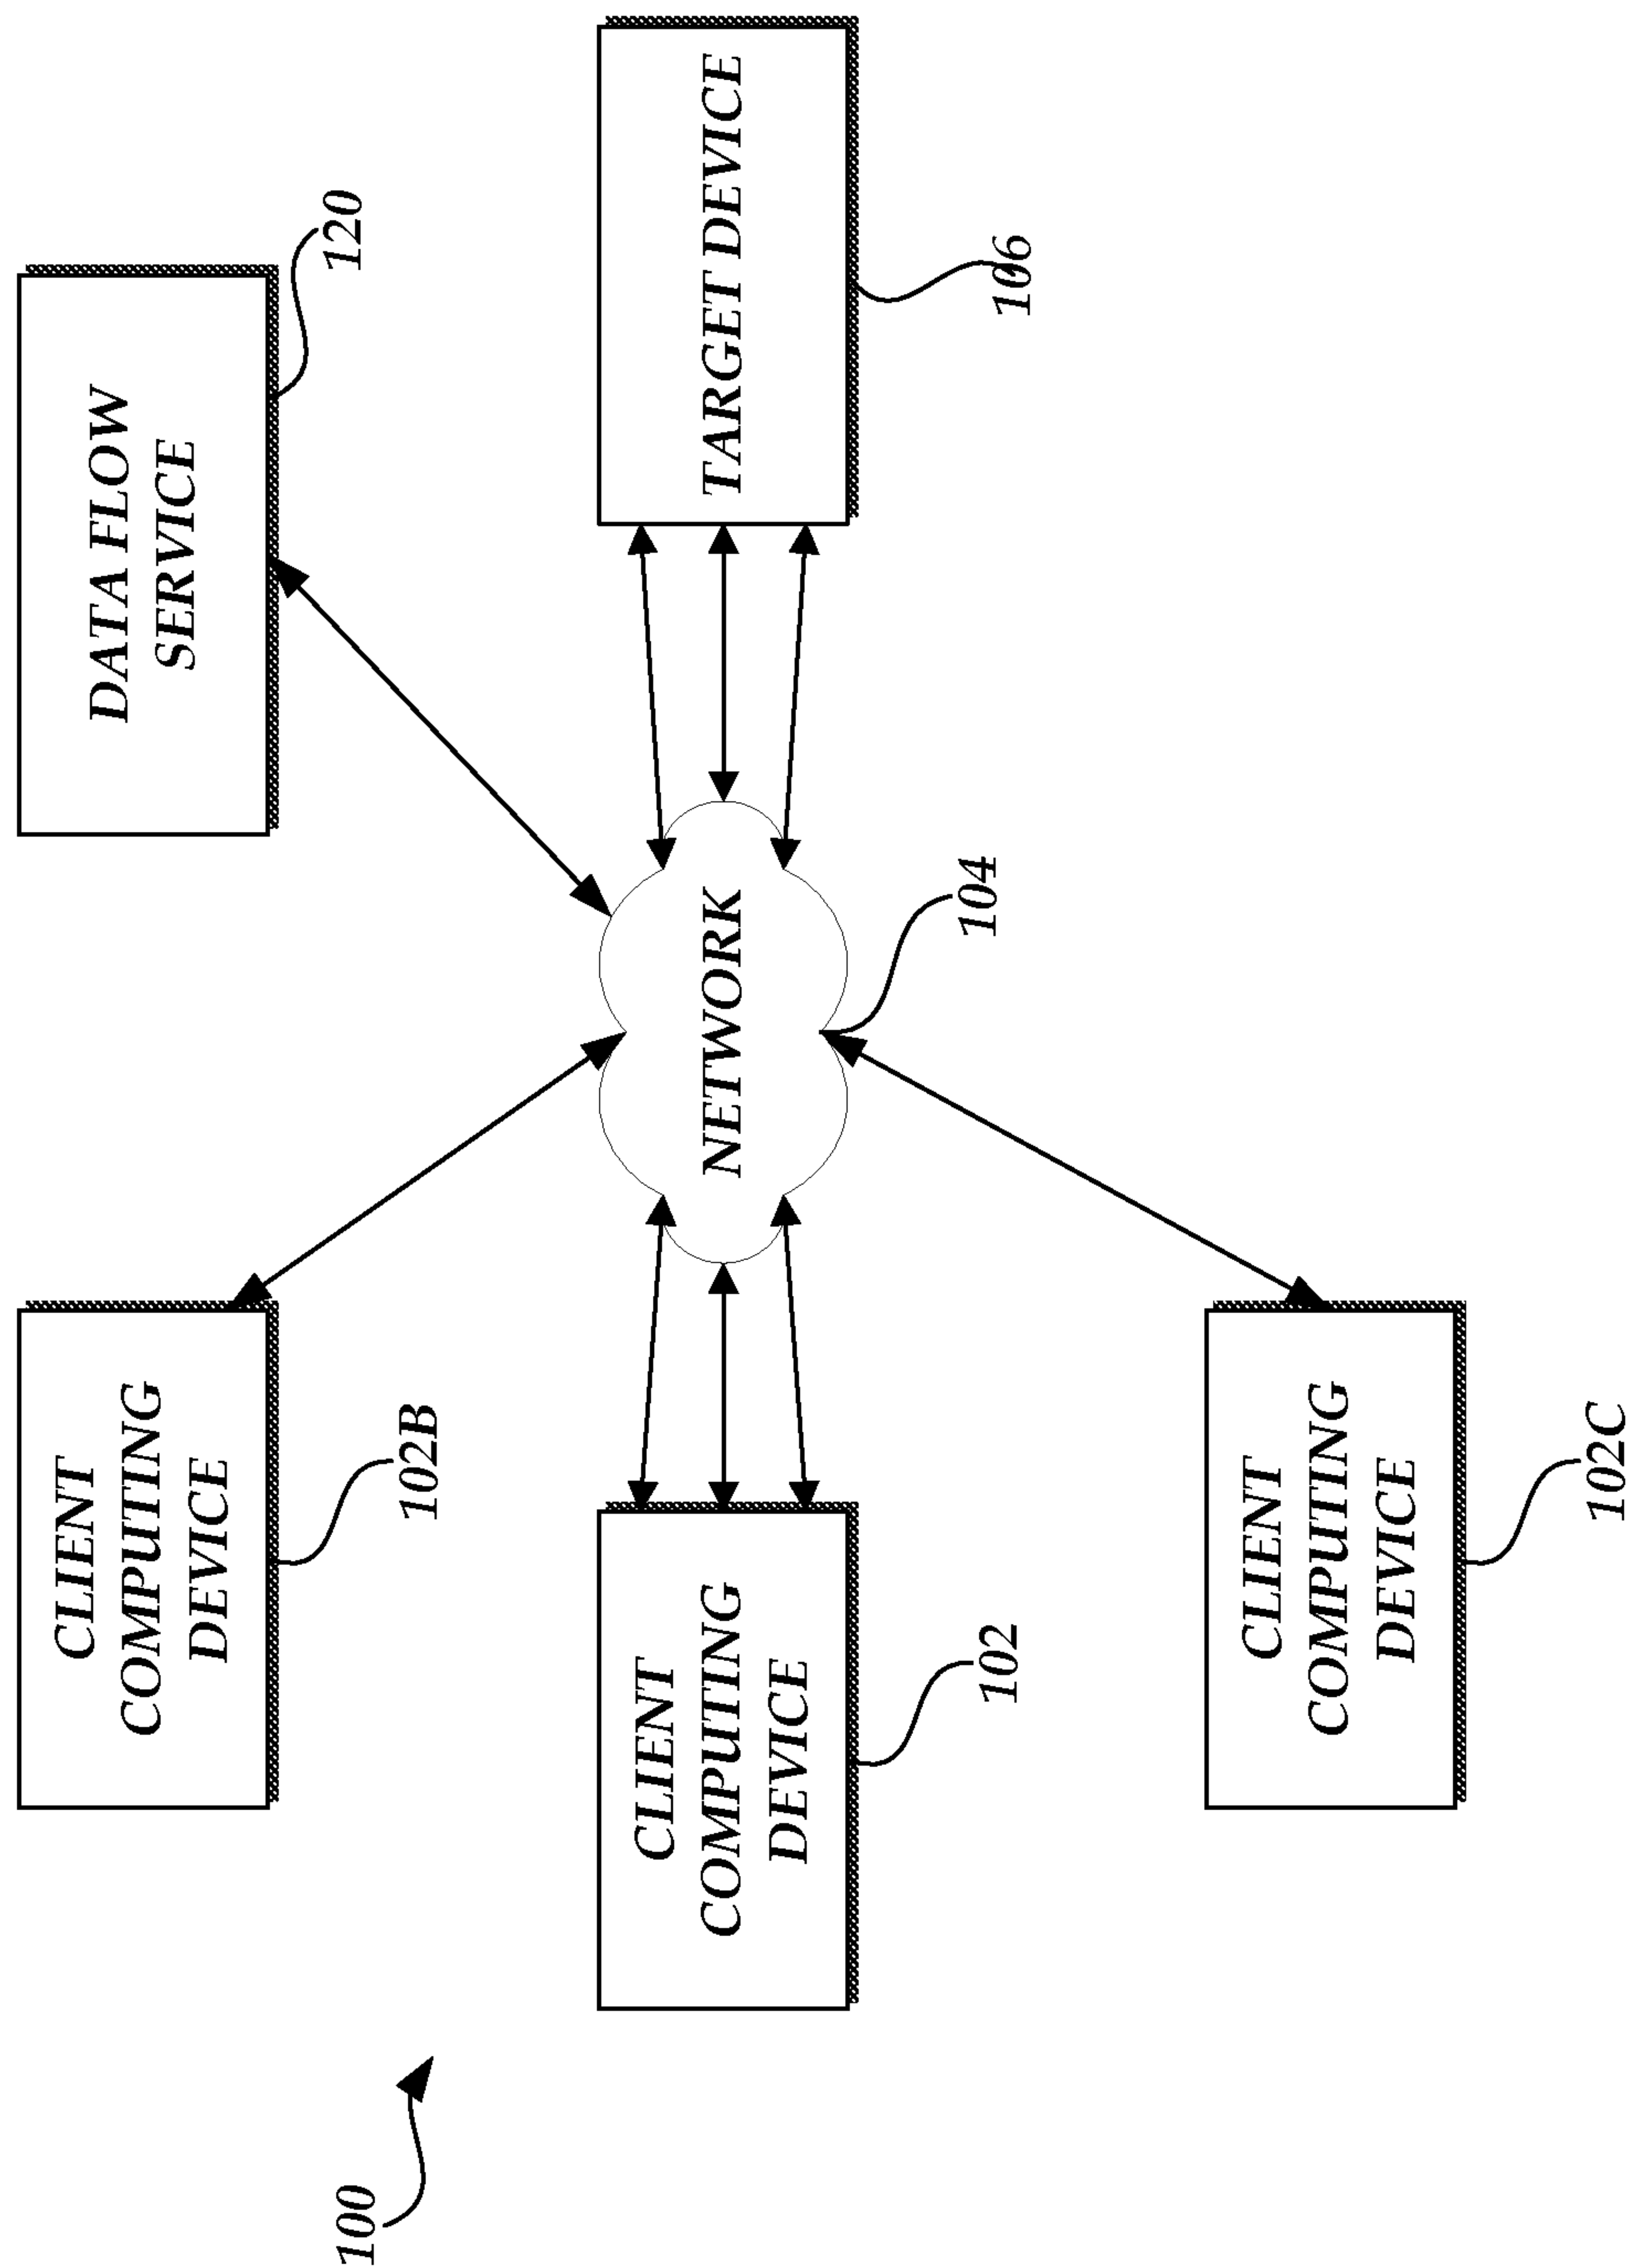 DATA FLOW
SERVICE
120
CLIENT
COMPUTING
DEVICE
102B
100
TARGET DEVICE
106
NETWORK
104
CLIENT
COMPUTING
DEVICE
102
CLIENT
COMPUTING
DEVICE
102C